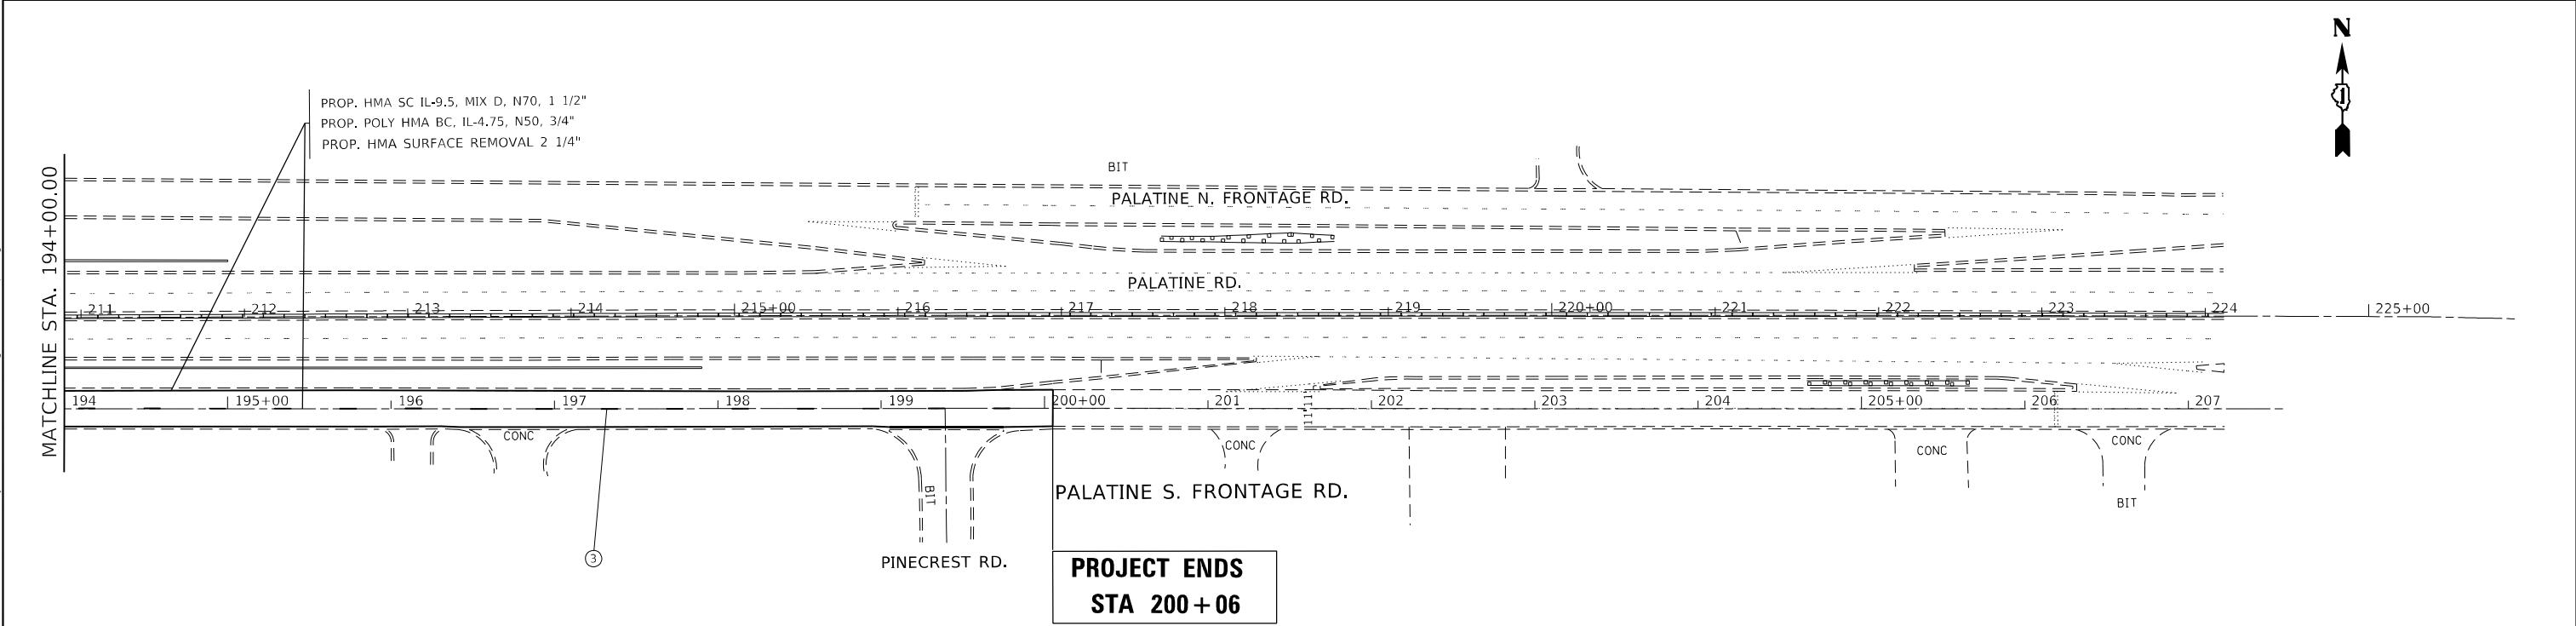 N
1
PROP. HMA SC IL-9.5, MIX D, N70, 1 1/2"
PROP. POLY HMA BC, IL-4.75, N50, 3/4"
PROP. HMA SURFACE REMOVAL 2 1/4"
MATCHLINE STA. 194+00.00
BIT
PALATINE N. FRONTAGE RD.
PALATINE RD.
211 212 213 214 215+00 216 217 218 219 220+00 221 222 223 224 225+00
194 195+00 196 197 198 199 200+00 201 202 203 204 205+00 206 207
11'-11'
CONC
CONC
CONC
CONC
BIT
BIT
PALATINE S. FRONTAGE RD.
3
PINECREST RD.
PROJECT ENDS
STA 200+06